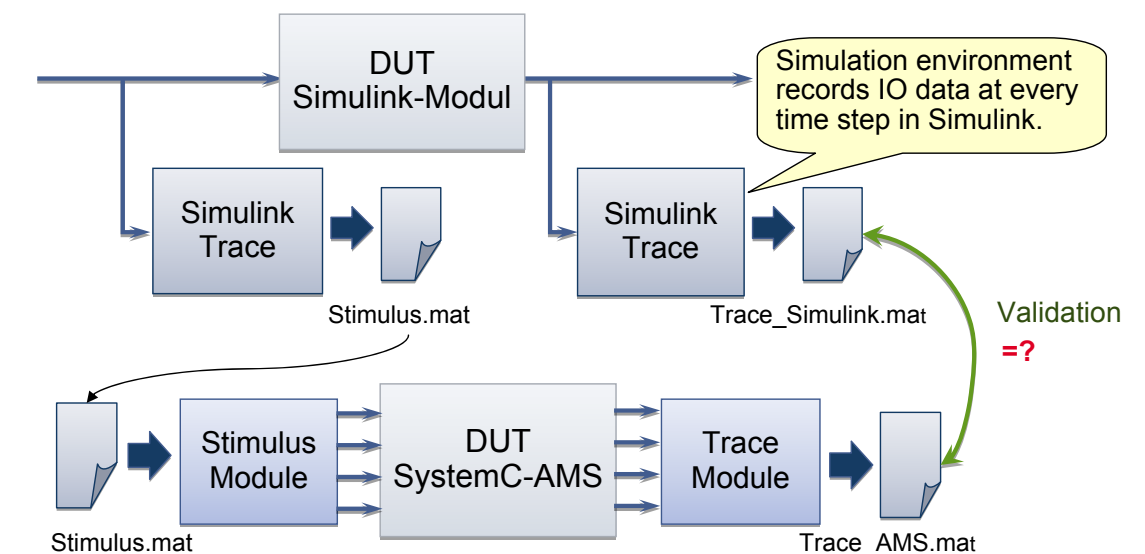 DUT
Simulink-Modul
Simulation environment
records IO data at every
time step in Simulink.
Simulink
Trace
Stimulus.mat
Simulink
Trace
Trace_Simulink.mat
Validation
=?
Stimulus.mat
Stimulus
Module
DUT
SystemC-AMS
Trace
Module
Trace_AMS.mat